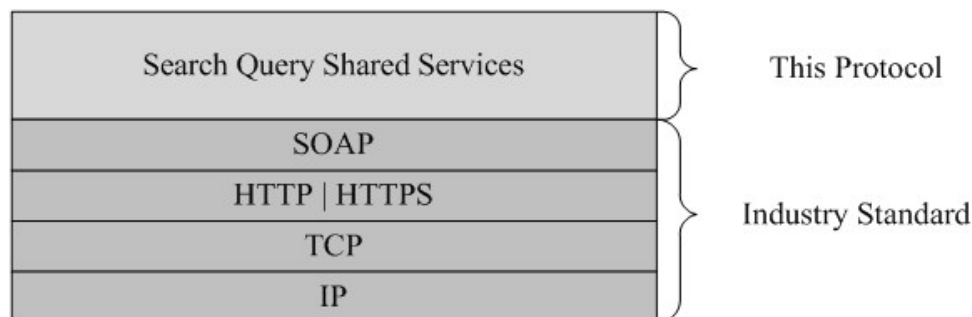 Search Query Shared Services
This Protocol
SOAP
HTTP | HTTPS
TCP
IP
Industry Standard